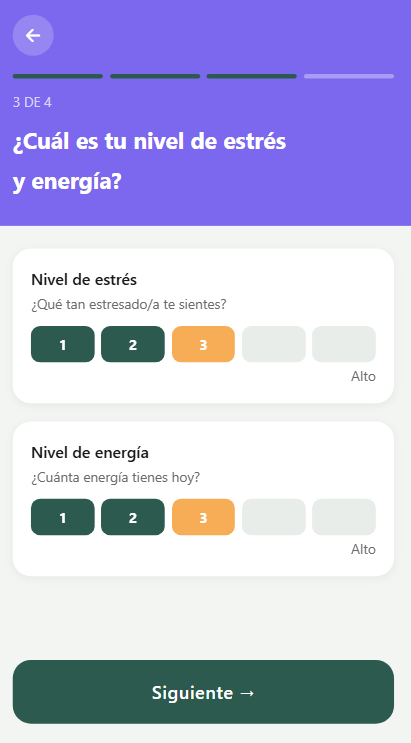 3 DE 4
¿Cuál es tu nivel de estrés
y energía?
Nivel de estrés
¿Qué tan estresado/a te sientes?
1 2 3
Alto
Nivel de energía
¿Cuánta energía tienes hoy?
1 2 3
Alto
Siguiente →